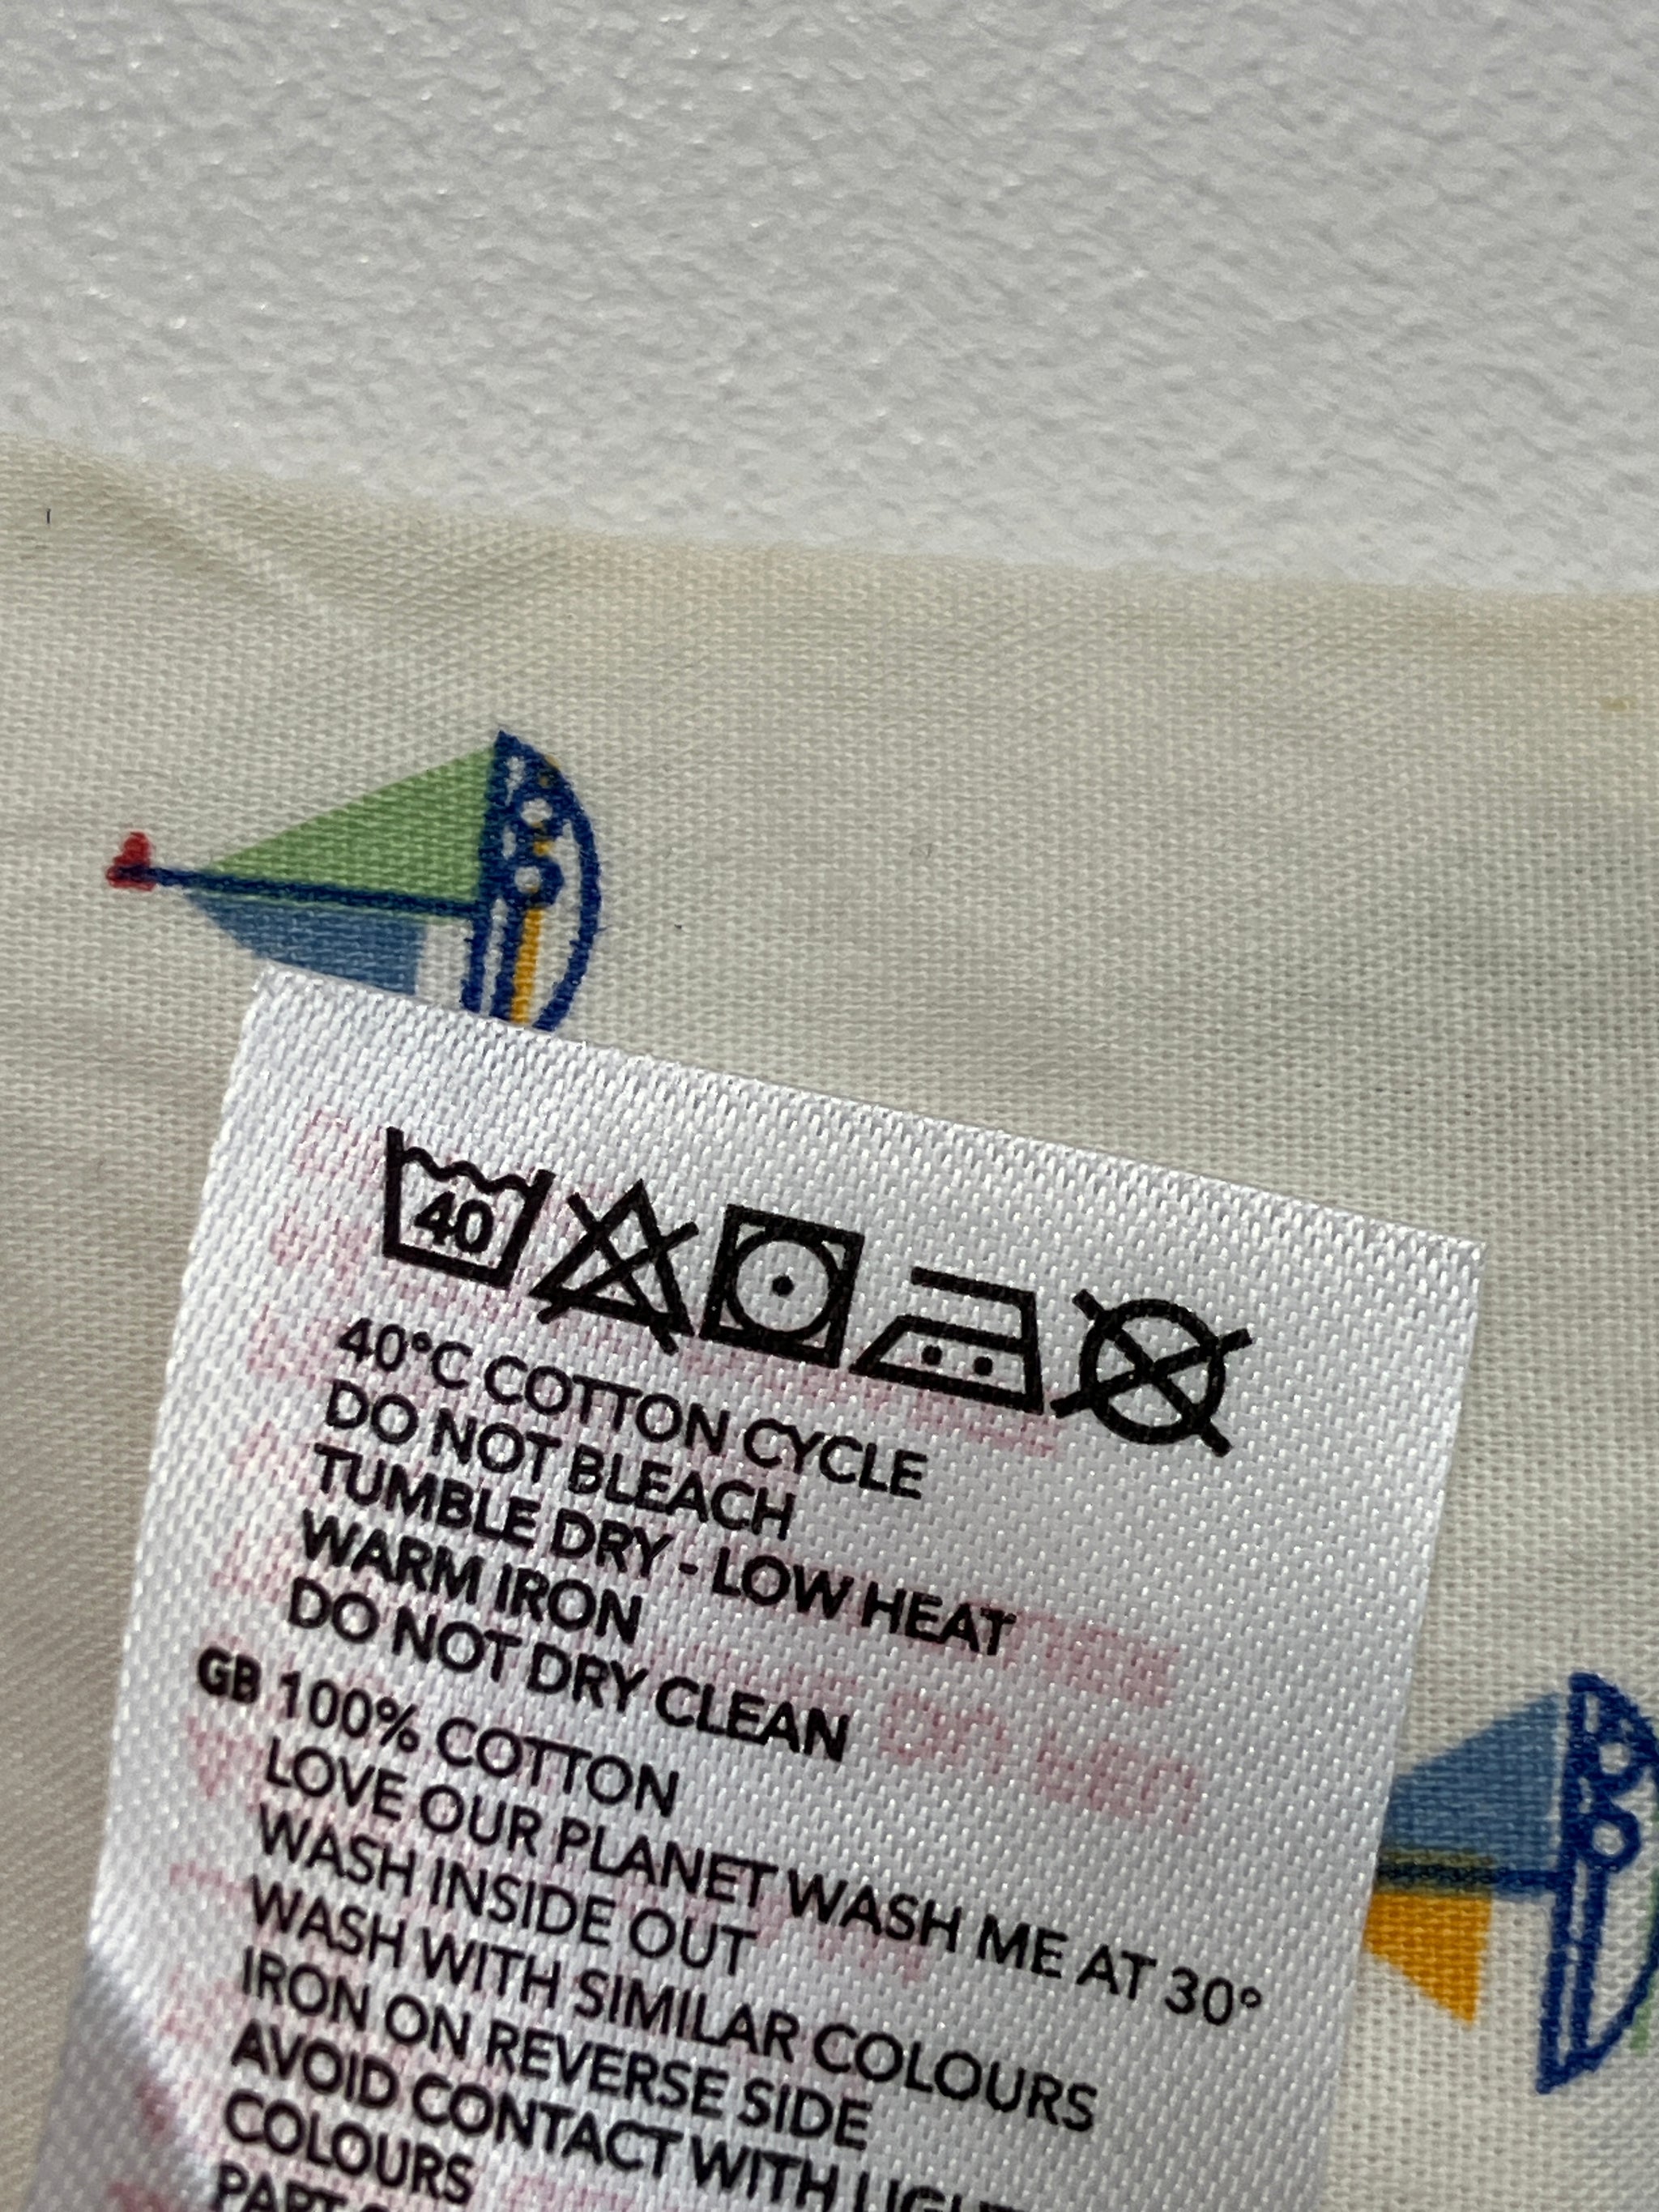 40
40°C COTTON CYCLE
DO NOT BLEACH
TUMBLE DRY - LOW HEAT
WARM IRON
DO NOT DRY CLEAN
GB 100% COTTON
LOVE OUR PLANET WASH ME AT 30°
WASH INSIDE OUT
WASH WITH SIMILAR COLOURS
IRON ON REVERSE SIDE
AVOID CONTACT WITH LIGHT
COLOURS
PART